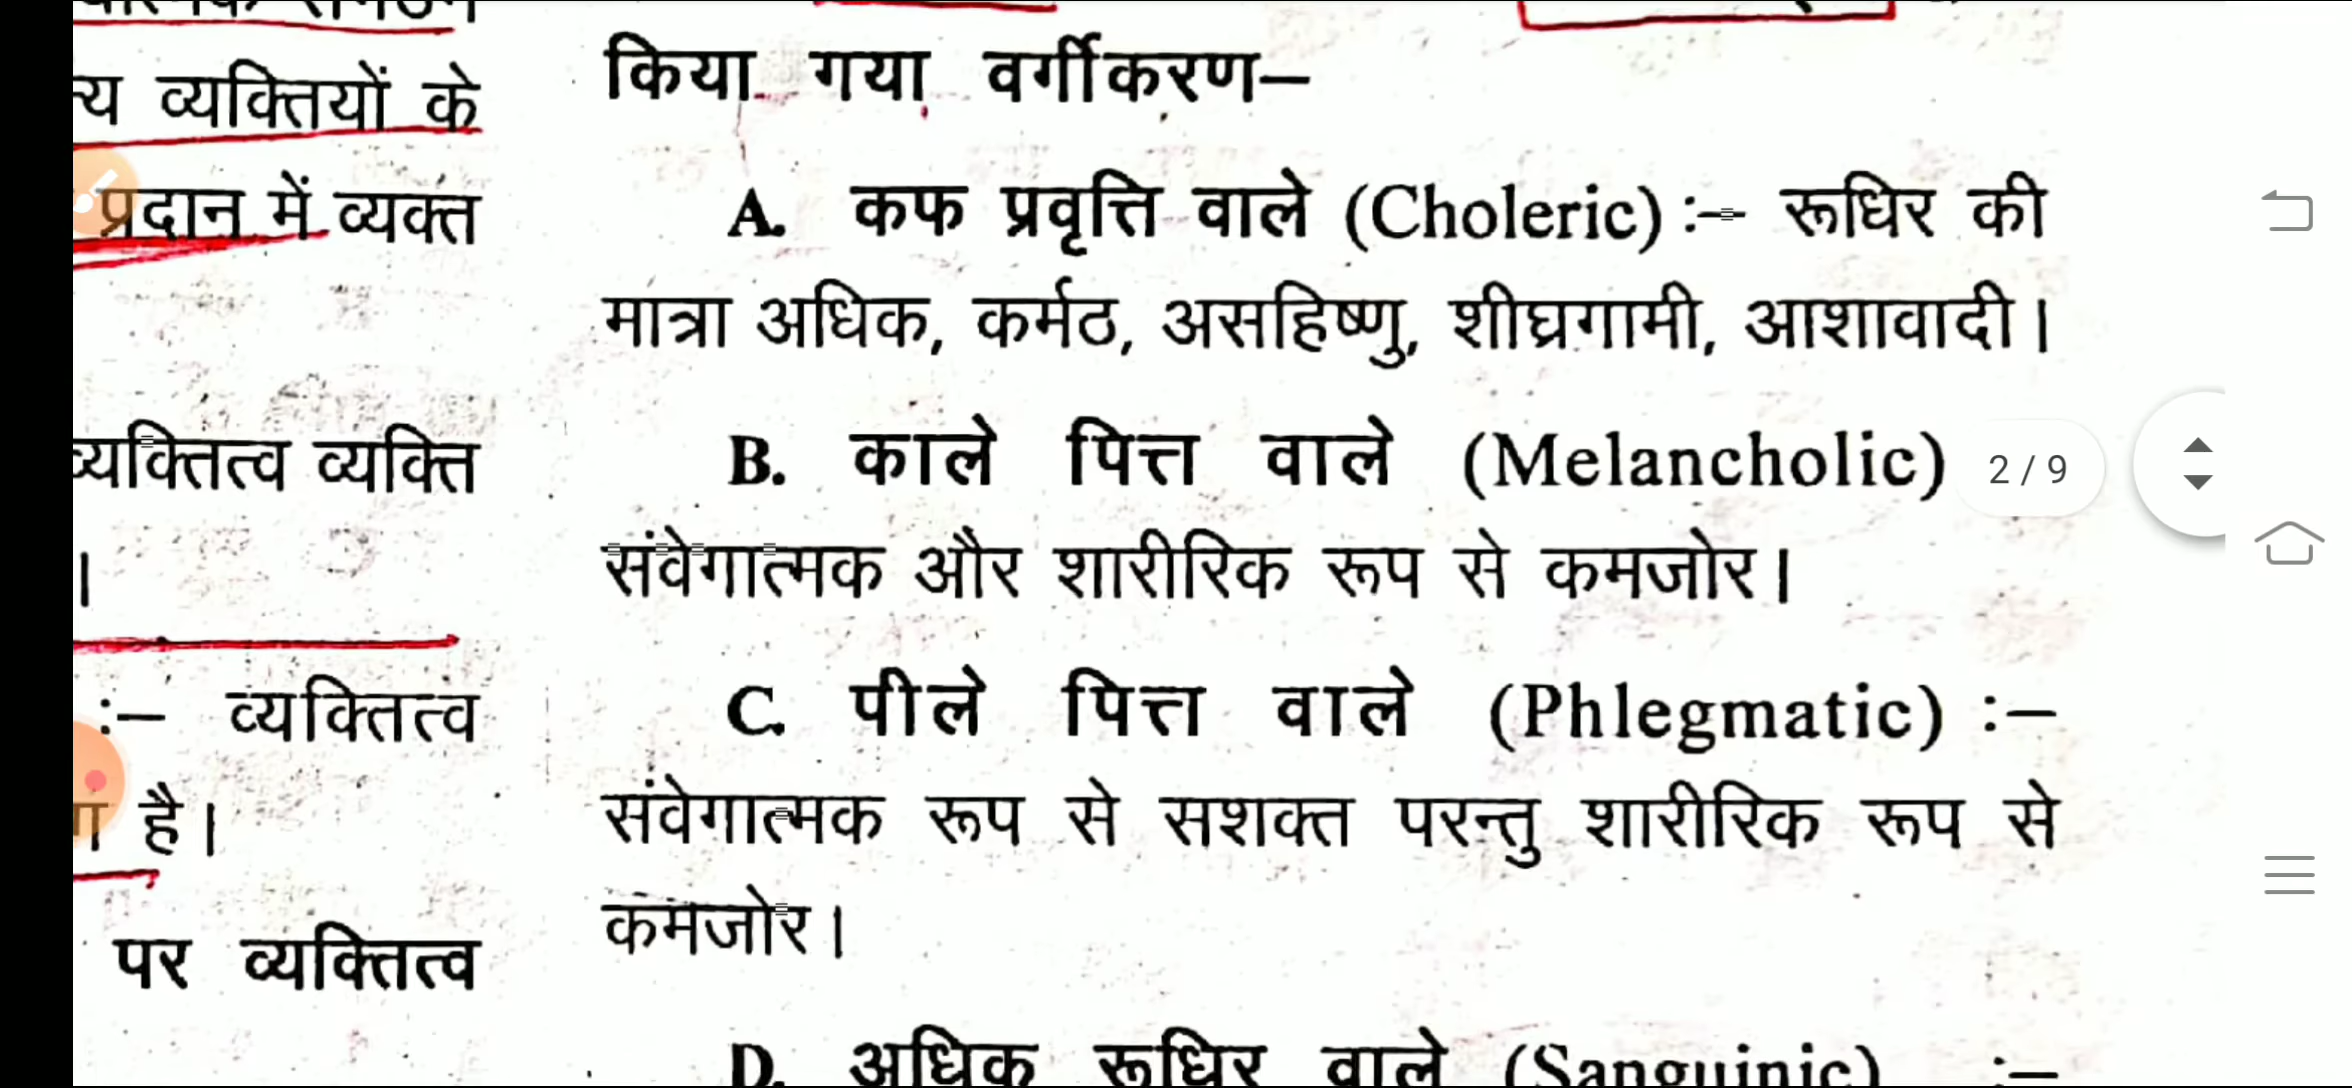 य व्यक्तियों के
प्रदान में व्यक्त
व्यक्तित्व व्यक्ति
।
:– व्यक्तित्व
है।
पर व्यक्तित्व
किया गया वर्गीकरण–
A. कफ प्रवृत्ति वाले (Choleric) :– रूधिर की
मात्रा अधिक, कर्मठ, असहिष्णु, शीघ्रगामी, आशावादी।
B. काले पित्त वाले (Melancholic)
संवेगात्मक और शारीरिक रूप से कमजोर।
C. पीले पित्त वाले (Phlegmatic) :–
संवेगात्मक रूप से सशक्त परन्तु शारीरिक रूप से
कमजोर।
D. अधिक रूधिर वाले (Sanguinic) :–
2 / 9